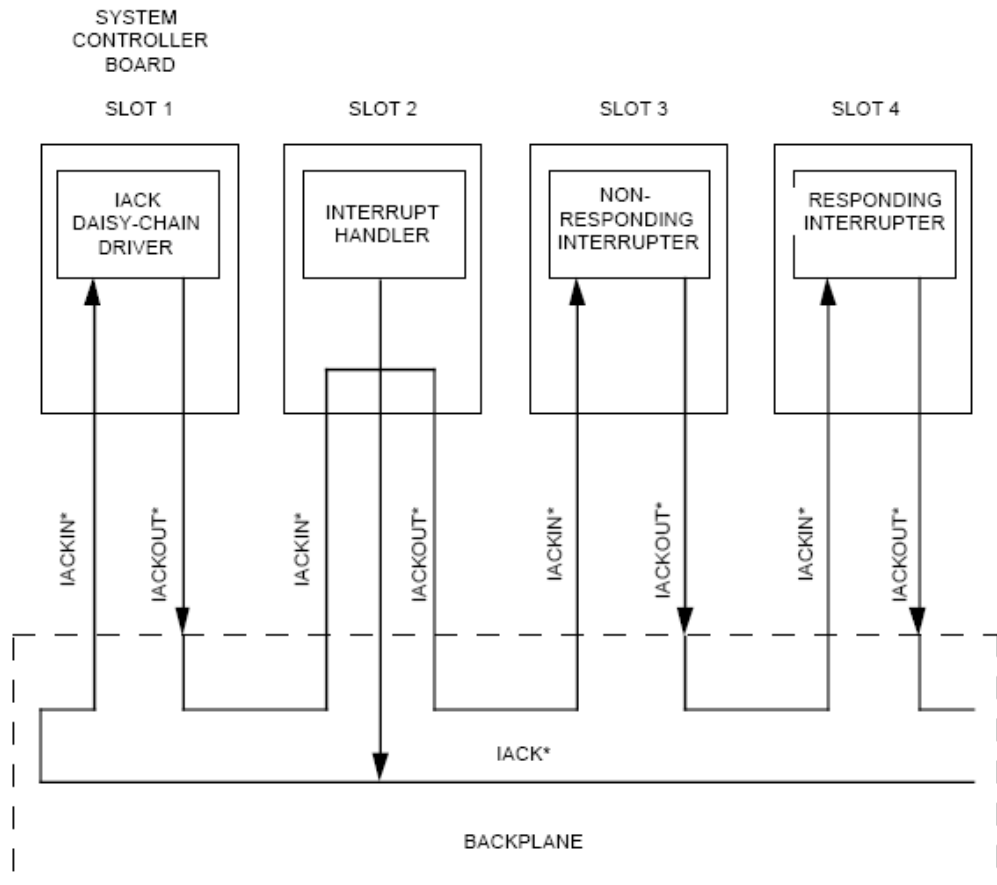 SYSTEM
CONTROLLER
BOARD
SLOT 1
SLOT 2
SLOT 3
SLOT 4
IACK
DAISY-CHAIN
DRIVER
INTERRUPT
HANDLER
NON-
RESPONDING
INTERRUPTER
RESPONDING
INTERRUPTER
IACKIN*
IACKOUT*
IACKIN*
IACKOUT*
IACKIN*
IACKOUT*
IACKIN*
IACKOUT*
IACK*
BACKPLANE